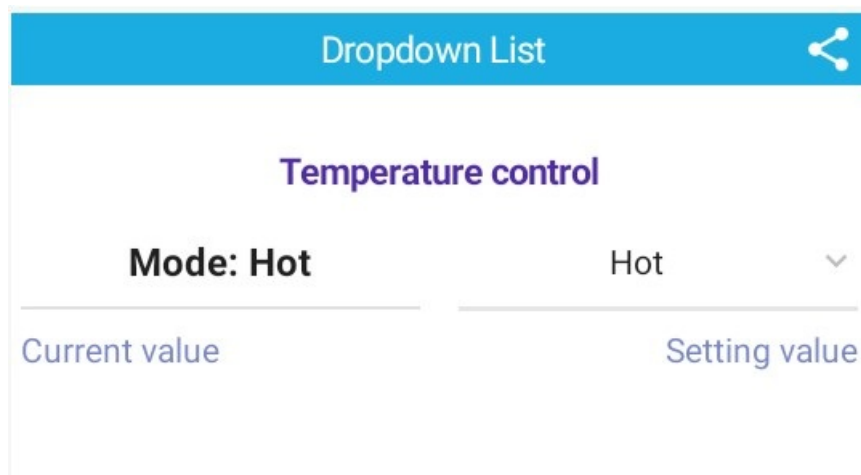 Dropdown List
Temperature control
Mode: Hot
Hot
Current value
Setting value